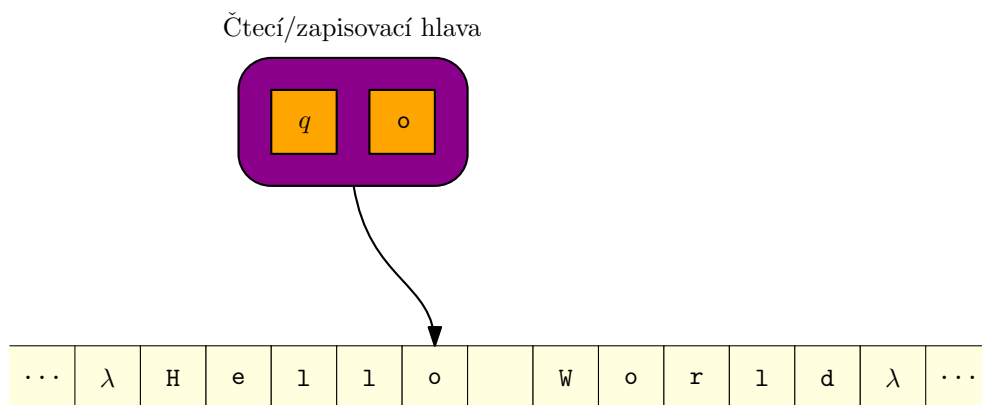 Čtecí/zapisovací hlava
q o
··· λ H e l l o W o r l d λ ···